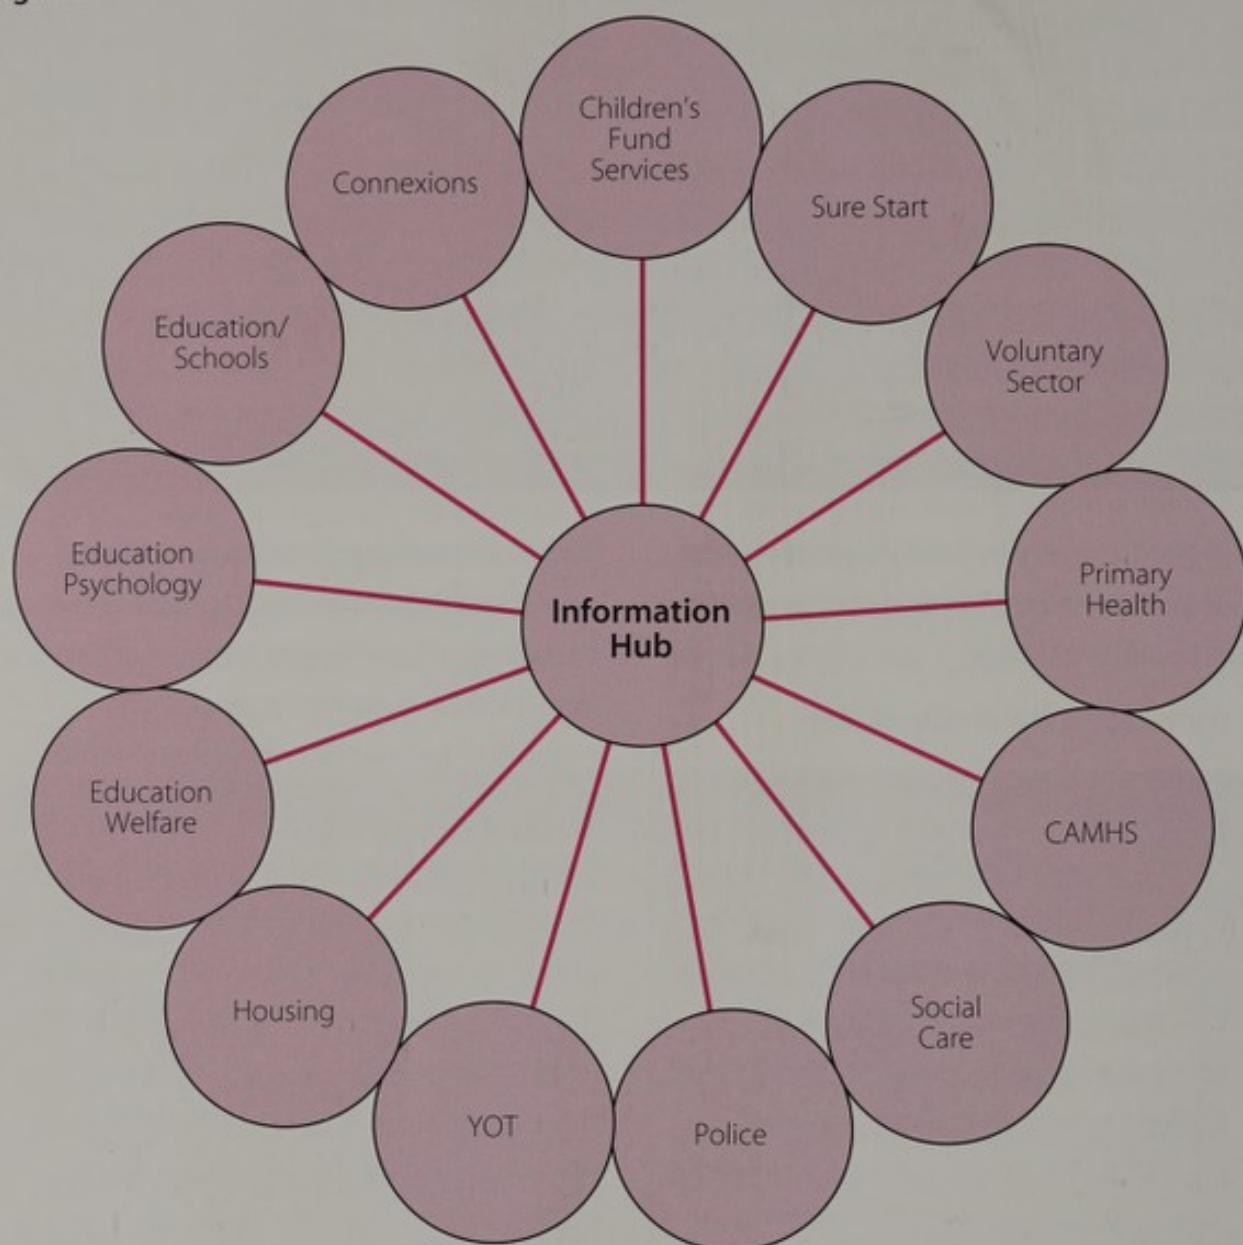 Children's
Fund
Services
Connexions
Sure Start
Education/
Schools
Voluntary
Sector
Education
Psychology
Primary
Health
Information
Hub
Education
Welfare
CAMHS
Housing
Social
Care
YOT
Police